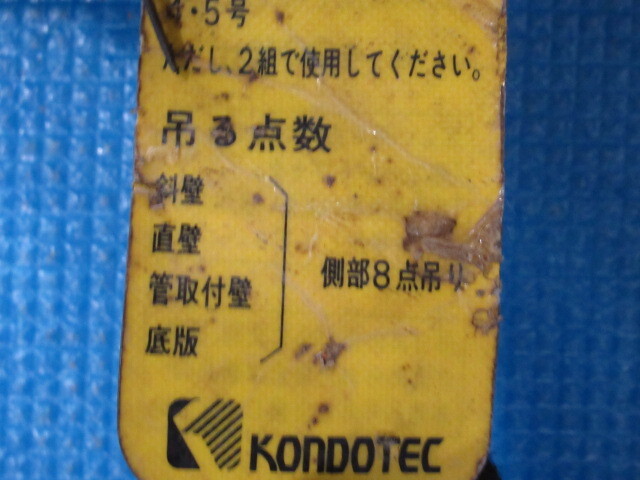 4・5号
ただし、2組で使用してください。
吊る点数
斜壁
直壁
管取付壁
底版
側部8点吊り
KONDOTEC